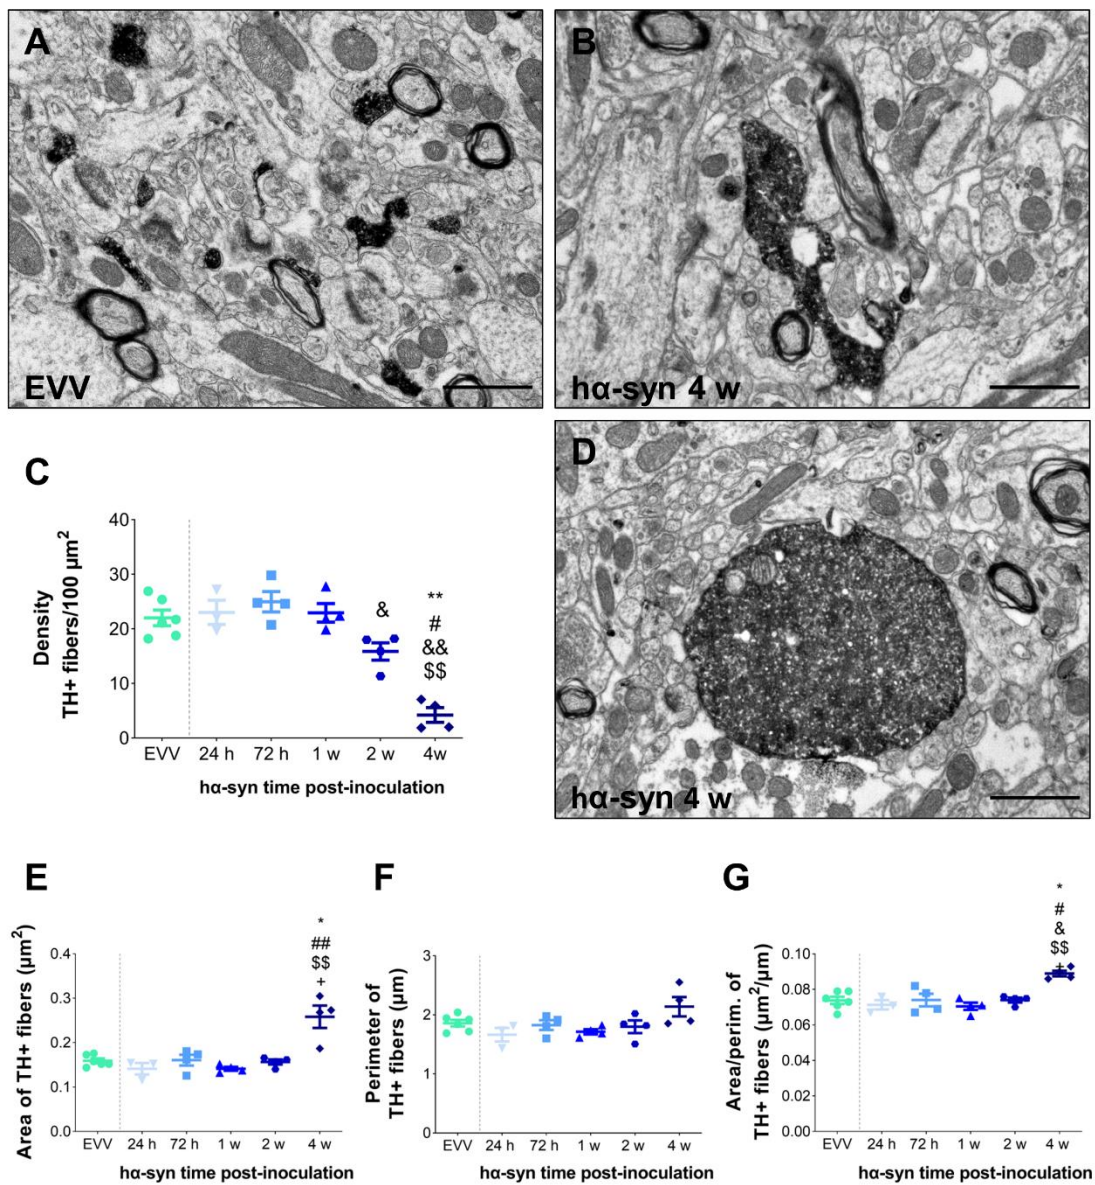 A
EVV
B
hα-syn 4 w
C
Density
TH+ fibers/100 µm²
40
30
20
10
0
&
**
#
&&
$$
EVV
24 h
72 h
1 w
2 w
4w
hα-syn time post-inoculation
D
hα-syn 4 w
E
Area of TH+ fibers (µm²)
0.4
0.3
0.2
0.1
0.0
*
##
$$
+
EVV
24 h
72 h
1 w
2 w
4 w
hα-syn time post-inoculation
F
Perimeter of
TH+ fibers (µm)
3
2
1
0
EVV
24 h
72 h
1 w
2 w
4 w
hα-syn time post-inoculation
G
Area/perim. of
TH+ fibers (µm²/µm)
0.10
0.08
0.06
0.04
0.02
0.00
*
#
&
$$
+
EVV
24 h
72 h
1 w
2 w
4 w
hα-syn time post-inoculation